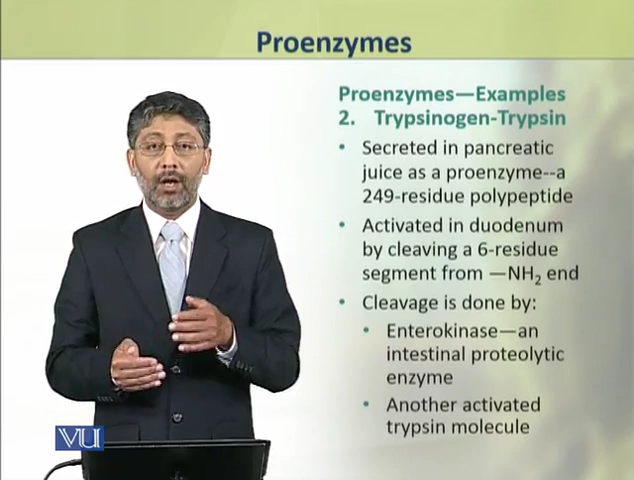 Proenzymes
Proenzymes—Examples
2. Trypsinogen-Trypsin
• Secreted in pancreatic
juice as a proenzyme--a
249-residue polypeptide
• Activated in duodenum
by cleaving a 6-residue
segment from —NH₂ end
• Cleavage is done by:
• Enterokinase—an
intestinal proteolytic
enzyme
• Another activated
trypsin molecule
VU